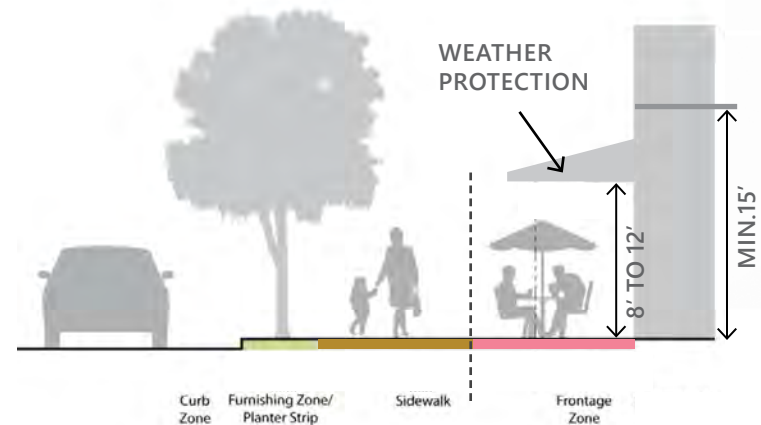 WEATHER
PROTECTION
8’ TO 12’
MIN.15’
Curb
Zone
Furnishing Zone/
Planter Strip
Sidewalk
Frontage
Zone